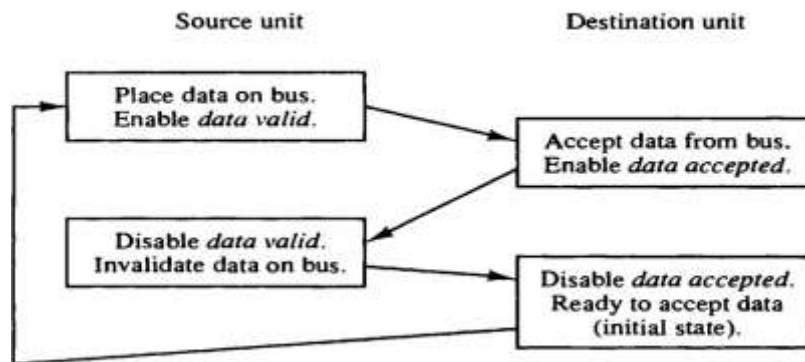 Source unit
Destination unit
Place data on bus.
Enable data valid.
Accept data from bus.
Enable data accepted.
Disable data valid.
Invalidate data on bus.
Disable data accepted.
Ready to accept data
(initial state).